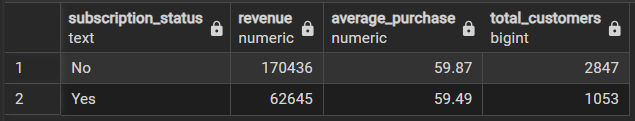 subscription_status revenue average_purchase total_customers
text numeric numeric bigint
1 No 170436 59.87 2847
2 Yes 62645 59.49 1053